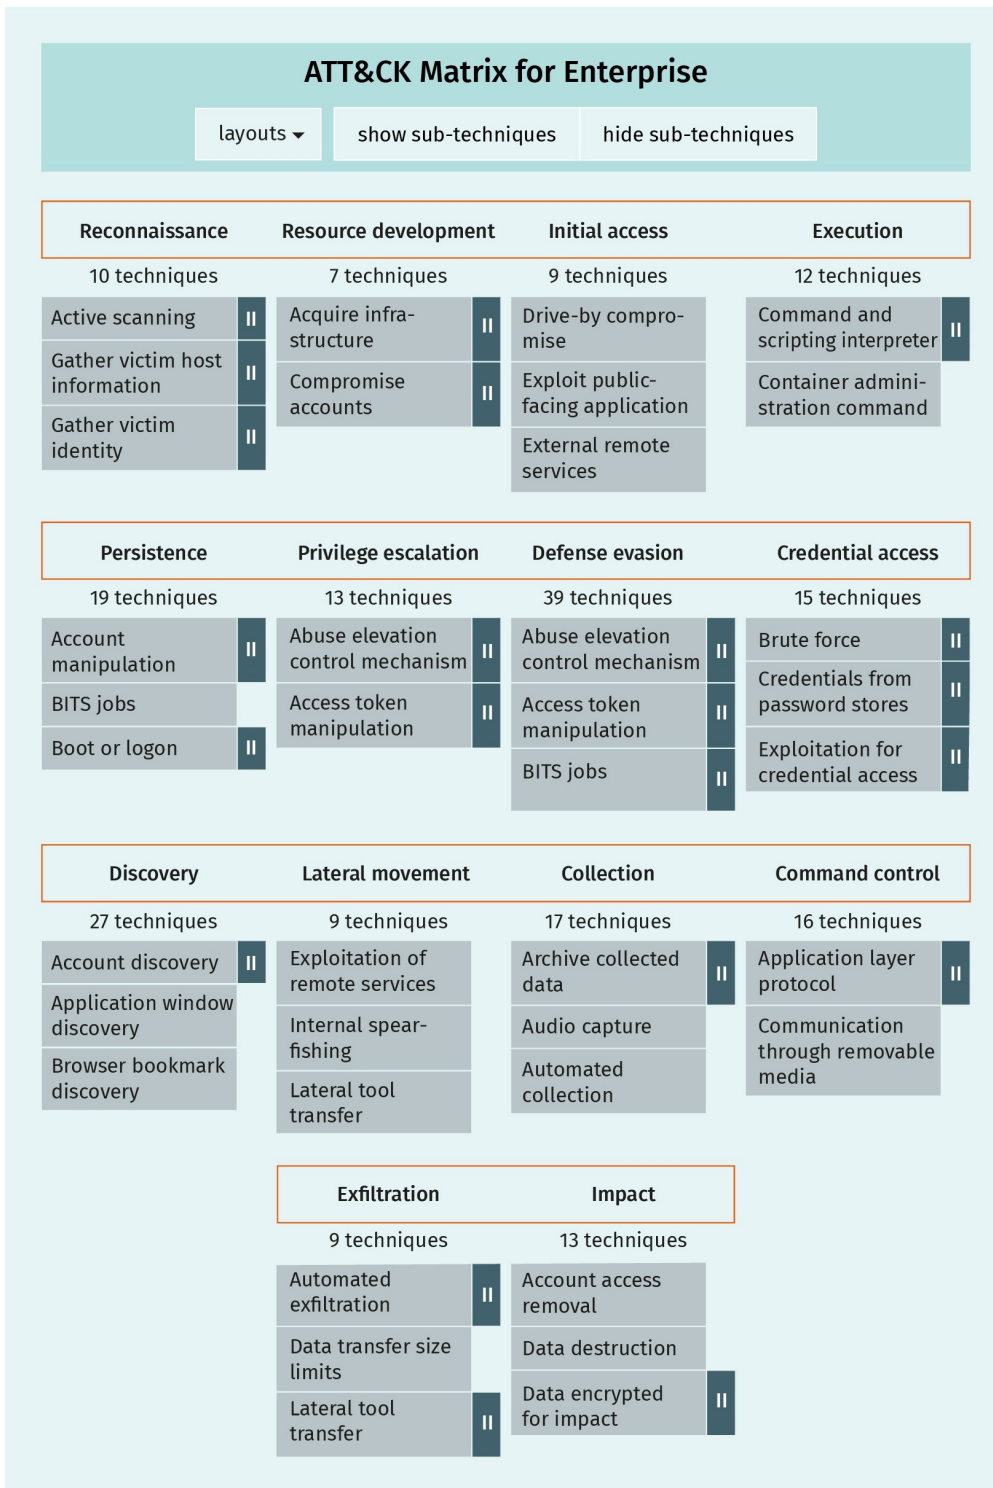 ATT&CK Matrix for Enterprise
layouts
show sub-techniques
hide sub-techniques
Reconnaissance
10 techniques
Active scanning
Gather victim host
information
Gather victim
identity
Resource development
7 techniques
Acquire infra-
structure
Compromise
accounts
Initial access
9 techniques
Drive-by compro-
mise
Exploit public-
facing application
External remote
services
Execution
12 techniques
Command and
scripting interpreter
Container admini-
stration command
Persistence
19 techniques
Account
manipulation
BITS jobs
Boot or logon
Privilege escalation
13 techniques
Abuse elevation
control mechanism
Access token
manipulation
Defense evasion
39 techniques
Abuse elevation
control mechanism
Access token
manipulation
BITS jobs
Credential access
15 techniques
Brute force
Credentials from
password stores
Exploitation for
credential access
Discovery
27 techniques
Account discovery
Application window
discovery
Browser bookmark
discovery
Lateral movement
9 techniques
Exploitation of
remote services
Internal spear-
fishing
Lateral tool
transfer
Collection
17 techniques
Archive collected
data
Audio capture
Automated
collection
Command control
16 techniques
Application layer
protocol
Communication
through removable
media
Exfiltration
9 techniques
Automated
exfiltration
Data transfer size
limits
Lateral tool
transfer
Impact
13 techniques
Account access
removal
Data destruction
Data encrypted
for impact